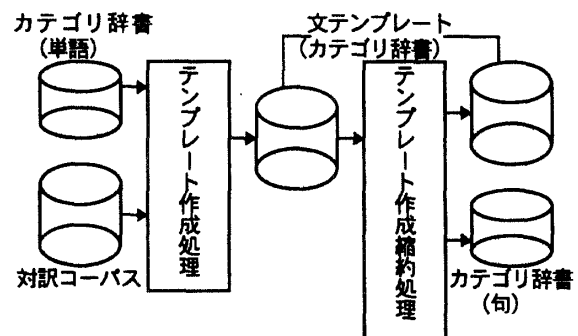 カテゴリ辞書
(単語)
文テンプレート
(カテゴリ辞書)
テンプレート作成処理
テンプレート作成縮約処理
対訳コーパス
カテゴリ辞書
(句)